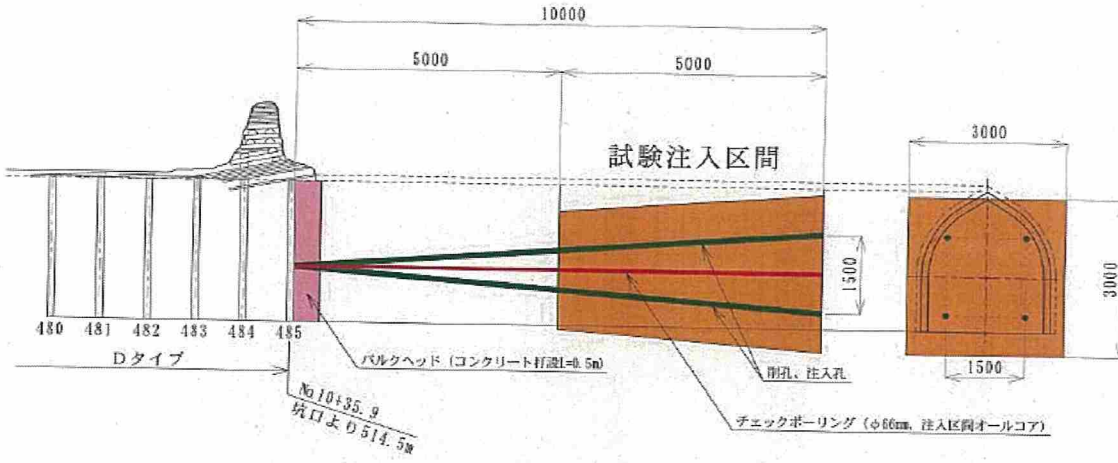 10000
5000
5000
試験注入区間
3000
1500
3000
480 481 482 483 484 485
Dタイプ
バルクヘッド (コンクリート打設L=0.5m)
削孔、注入孔
1500
No10+35.9
坑口より514.5m
チェックボーリング (φ66mm、注入区間オールコア)